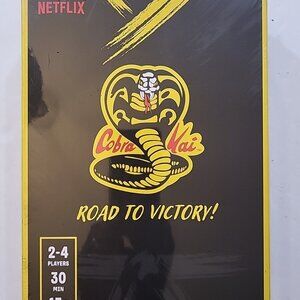 NETFLIX
Cobra Kai
ROAD TO VICTORY!
2-4
PLAYERS
30
MIN